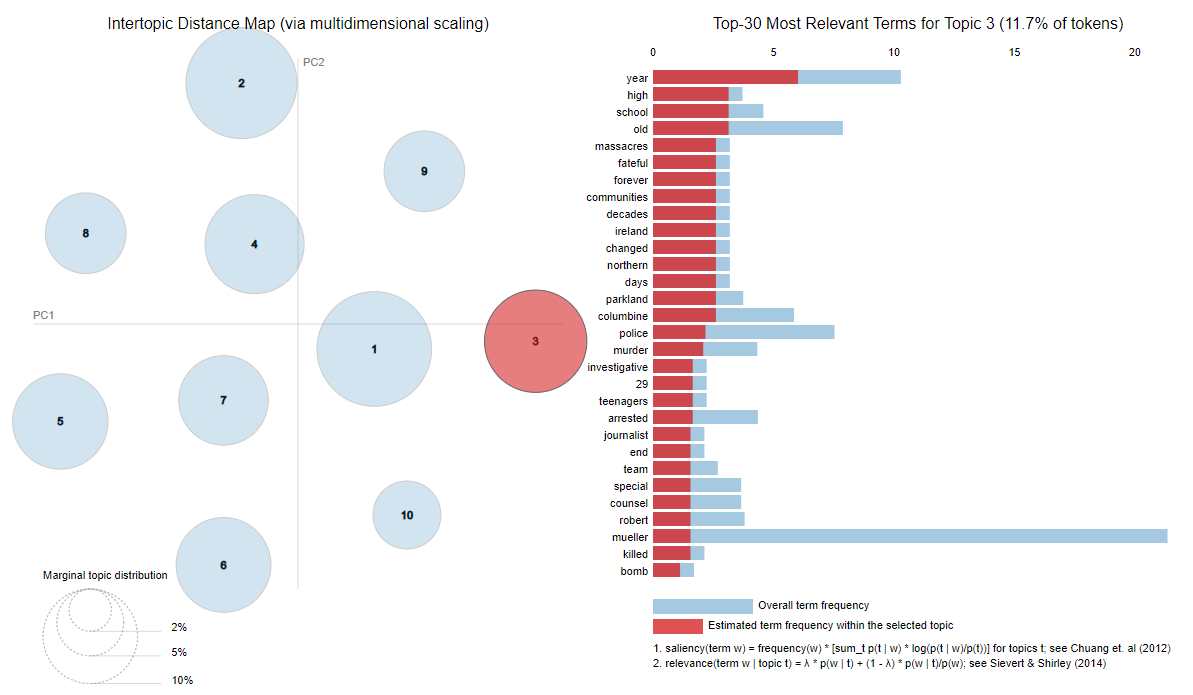 Intertopic Distance Map (via multidimensional scaling)
PC2
2
9
8
4
PC1
1
3
7
5
10
6
Marginal topic distribution
2%
5%
10%
Top-30 Most Relevant Terms for Topic 3 (11.7% of tokens)
0 5 10 15 20
year
high
school
old
massacres
fateful
forever
communities
decades
ireland
changed
northern
days
parkland
columbine
police
murder
investigative
29
teenagers
arrested
journalist
end
team
special
counsel
robert
mueller
killed
bomb
Overall term frequency
Estimated term frequency within the selected topic
1. saliency(term w) = frequency(w) * [sum_t p(t | w) * log(p(t | w)/p(t))] for topics t; see Chuang et. al (2012)
2. relevance(term w | topic t) = λ * p(w | t) + (1 - λ) * p(w | t)/p(w); see Sievert & Shirley (2014)